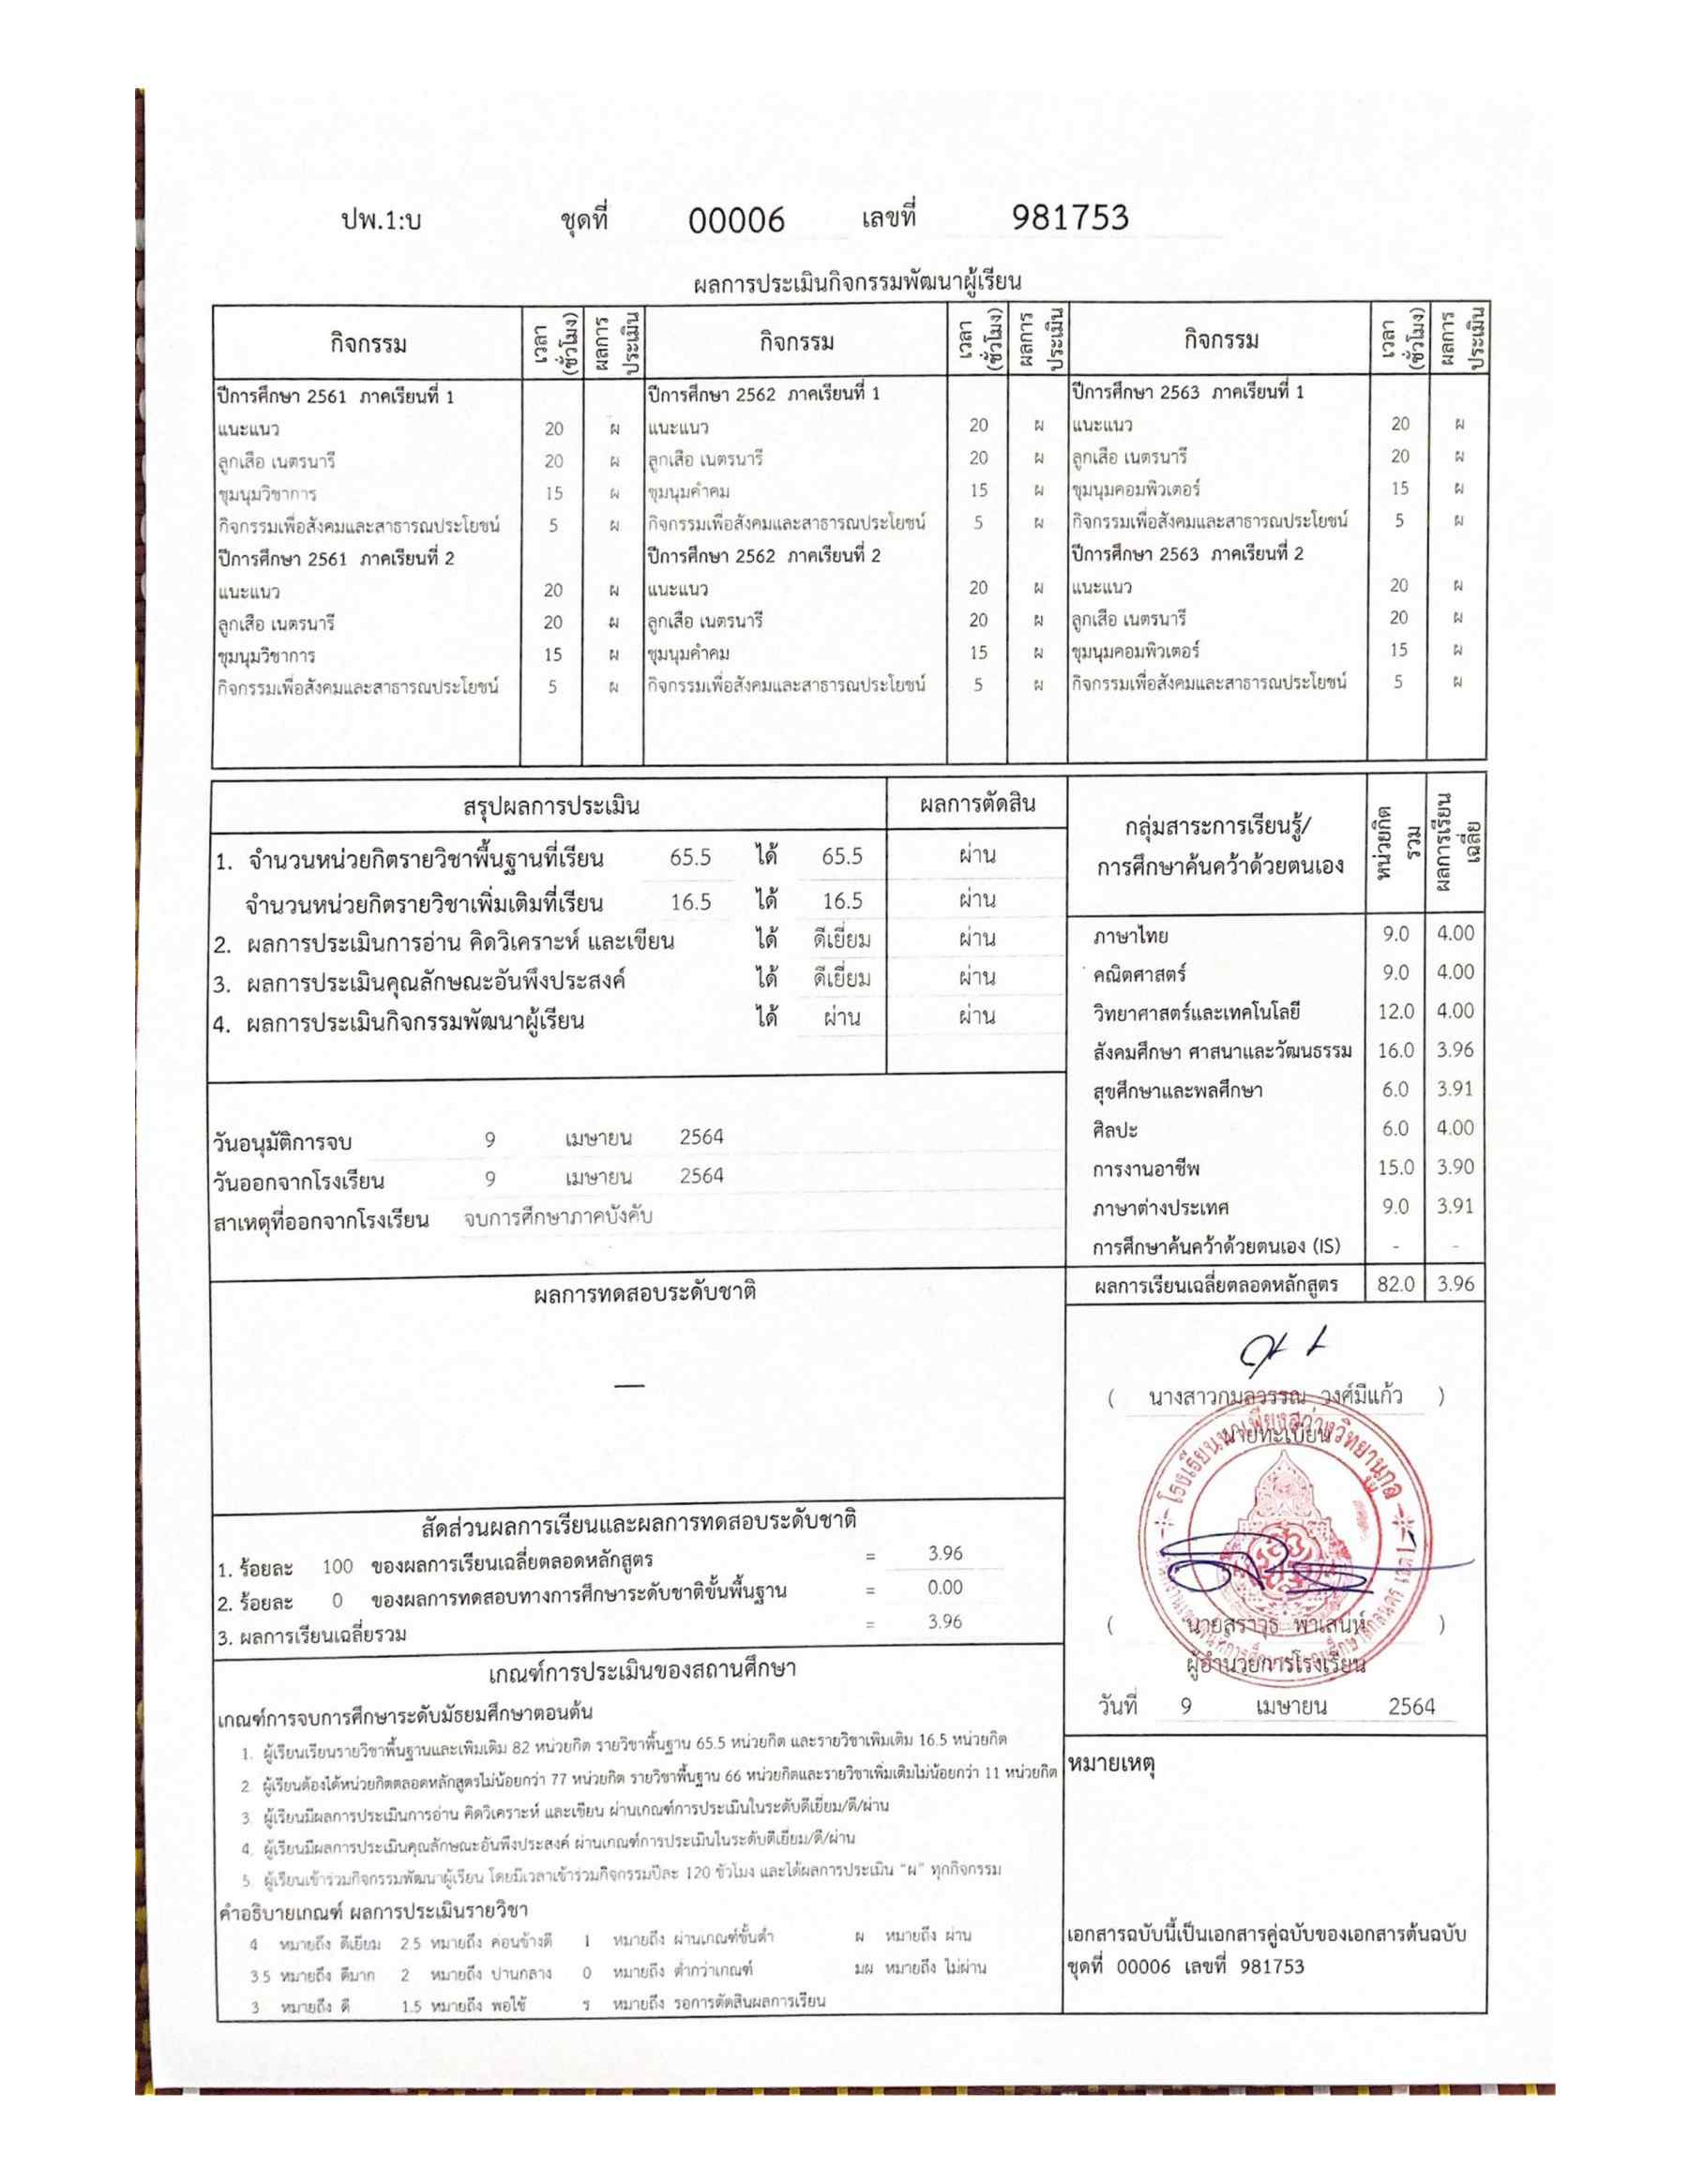 ปพ.1:บ ชุดที่ 00006 เลขที่ 981753
ผลการประเมินกิจกรรมพัฒนาผู้เรียน
กิจกรรม เวลา (ชั่วโมง) ผลการประเมิน กิจกรรม เวลา (ชั่วโมง) ผลการประเมิน กิจกรรม เวลา (ชั่วโมง) ผลการประเมิน
ปีการศึกษา 2561 ภาคเรียนที่ 1 ปีการศึกษา 2562 ภาคเรียนที่ 1 ปีการศึกษา 2563 ภาคเรียนที่ 1
แนะแนว 20 ผ แนะแนว 20 ผ แนะแนว 20 ผ
ลูกเสือ เนตรนารี 20 ผ ลูกเสือ เนตรนารี 20 ผ ลูกเสือ เนตรนารี 20 ผ
ชุมนุมวิชาการ 15 ผ ชุมนุมคำคม 15 ผ ชุมนุมคอมพิวเตอร์ 15 ผ
กิจกรรมเพื่อสังคมและสาธารณประโยชน์ 5 ผ กิจกรรมเพื่อสังคมและสาธารณประโยชน์ 5 ผ กิจกรรมเพื่อสังคมและสาธารณประโยชน์ 5 ผ
ปีการศึกษา 2561 ภาคเรียนที่ 2 ปีการศึกษา 2562 ภาคเรียนที่ 2 ปีการศึกษา 2563 ภาคเรียนที่ 2
แนะแนว 20 ผ แนะแนว 20 ผ แนะแนว 20 ผ
ลูกเสือ เนตรนารี 20 ผ ลูกเสือ เนตรนารี 20 ผ ลูกเสือ เนตรนารี 20 ผ
ชุมนุมวิชาการ 15 ผ ชุมนุมคำคม 15 ผ ชุมนุมคอมพิวเตอร์ 15 ผ
กิจกรรมเพื่อสังคมและสาธารณประโยชน์ 5 ผ กิจกรรมเพื่อสังคมและสาธารณประโยชน์ 5 ผ กิจกรรมเพื่อสังคมและสาธารณประโยชน์ 5 ผ
สรุปผลการประเมิน ผลการตัดสิน
1. จำนวนหน่วยกิตรายวิชาพื้นฐานที่เรียน 65.5 ได้ 65.5 ผ่าน
จำนวนหน่วยกิตรายวิชาเพิ่มเติมที่เรียน 16.5 ได้ 16.5 ผ่าน
2. ผลการประเมินการอ่าน คิดวิเคราะห์ และเขียน ได้ ดีเยี่ยม ผ่าน
3. ผลการประเมินคุณลักษณะอันพึงประสงค์ ได้ ดีเยี่ยม ผ่าน
4. ผลการประเมินกิจกรรมพัฒนาผู้เรียน ได้ ผ่าน ผ่าน
วันอนุมัติการจบ 9 เมษายน 2564
วันออกจากโรงเรียน 9 เมษายน 2564
สาเหตุที่ออกจากโรงเรียน จบการศึกษาภาคบังคับ
ผลการทดสอบระดับชาติ
—
สัดส่วนผลการเรียนและผลการทดสอบระดับชาติ
1. ร้อยละ 100 ของผลการเรียนเฉลี่ยตลอดหลักสูตร = 3.96
2. ร้อยละ 0 ของผลการทดสอบทางการศึกษาระดับชาติขั้นพื้นฐาน = 0.00
3. ผลการเรียนเฉลี่ยรวม = 3.96
เกณฑ์การประเมินของสถานศึกษา
เกณฑ์การจบการศึกษาระดับมัธยมศึกษาตอนต้น
1. ผู้เรียนเรียนรายวิชาพื้นฐานและเพิ่มเติม 82 หน่วยกิต รายวิชาพื้นฐาน 65.5 หน่วยกิต และรายวิชาเพิ่มเติม 16.5 หน่วยกิต
2. ผู้เรียนต้องได้หน่วยกิตตลอดหลักสูตรไม่น้อยกว่า 77 หน่วยกิต รายวิชาพื้นฐาน 66 หน่วยกิตและรายวิชาเพิ่มเติมไม่น้อยกว่า 11 หน่วยกิต
3. ผู้เรียนมีผลการประเมินการอ่าน คิดวิเคราะห์ และเขียน ผ่านเกณฑ์การประเมินในระดับดีเยี่ยม/ดี/ผ่าน
4. ผู้เรียนมีผลการประเมินคุณลักษณะอันพึงประสงค์ ผ่านเกณฑ์การประเมินในระดับดีเยี่ยม/ดี/ผ่าน
5. ผู้เรียนเข้าร่วมกิจกรรมพัฒนาผู้เรียน โดยมีเวลาเข้าร่วมกิจกรรมปีละ 120 ชั่วโมง และได้ผลการประเมิน "ผ" ทุกกิจกรรม
คำอธิบายเกณฑ์ ผลการประเมินรายวิชา
4 หมายถึง ดีเยี่ยม 2.5 หมายถึง ค่อนข้างดี 1 หมายถึง ผ่านเกณฑ์ขั้นต่ำ ผ หมายถึง ผ่าน
3.5 หมายถึง ดีมาก 2 หมายถึง ปานกลาง 0 หมายถึง ต่ำกว่าเกณฑ์ มผ หมายถึง ไม่ผ่าน
3 หมายถึง ดี 1.5 หมายถึง พอใช้ ร หมายถึง รอการตัดสินผลการเรียน
กลุ่มสาระการเรียนรู้/ การศึกษาค้นคว้าด้วยตนเอง หน่วยกิตรวม ผลการเรียนเฉลี่ย
ภาษาไทย 9.0 4.00
คณิตศาสตร์ 9.0 4.00
วิทยาศาสตร์และเทคโนโลยี 12.0 4.00
สังคมศึกษา ศาสนาและวัฒนธรรม 16.0 3.96
สุขศึกษาและพลศึกษา 6.0 3.91
ศิลปะ 6.0 4.00
การงานอาชีพ 15.0 3.90
ภาษาต่างประเทศ 9.0 3.91
การศึกษาค้นคว้าด้วยตนเอง (IS) - -
ผลการเรียนเฉลี่ยตลอดหลักสูตร 82.0 3.96
( นางสาวกมลวรรณ วงศ์มีแก้ว )
นายทะเบียน
( นายสราวุธ พาเสน่ห์ )
ผู้อำนวยการโรงเรียน
วันที่ 9 เมษายน 2564
หมายเหตุ
เอกสารฉบับนี้เป็นเอกสารคู่ฉบับของเอกสารต้นฉบับ
ชุดที่ 00006 เลขที่ 981753